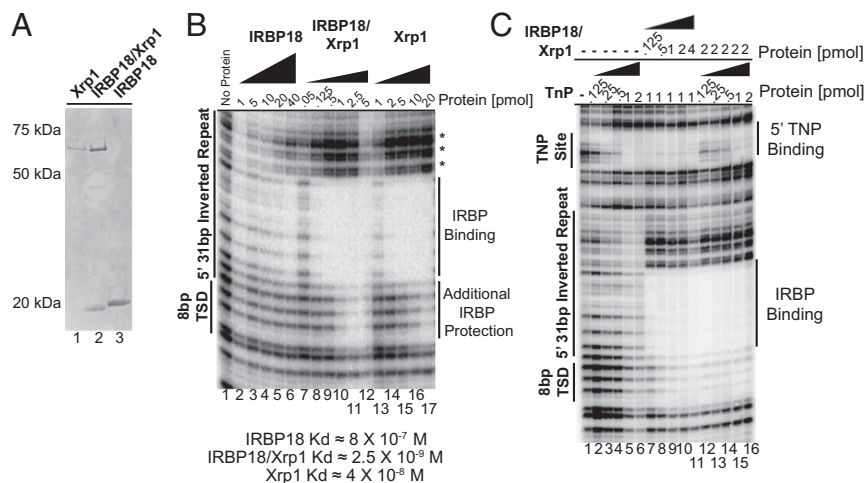 A
Xrp1
IRBP18/Xrp1
IRBP18
75 kDa
50 kDa
20 kDa
1 2 3
B
IRBP18
IRBP18/
Xrp1
Xrp1
No Protein
1 5 10 20 40 .05 .125 .5 1 2.5 5 1 2.5 10 20
Protein [pmol]
*
*
*
5' 31bp Inverted Repeat
8bp
TSD
IRBP
Binding
Additional
IRBP
Protection
1 2 3 4 5 6 7 8 9 10 12 14 16
11 13 15 17
IRBP18 Kd ≈ 8 X 10-7 M
IRBP18/Xrp1 Kd ≈ 2.5 X 10-9 M
Xrp1 Kd ≈ 4 X 10-8 M
C
IRBP18/
Xrp1
- - - - - - .125 .5 1 2 4 2 2 2 2 2
Protein [pmol]
TnP
- .125 .25 .5 1 2 1 1 1 1 1 .125 .25 .5 1 2
Protein [pmol]
TNP
Site
5' 31bp Inverted Repeat
8bp
TSD
5' TNP
Binding
IRBP
Binding
1 2 3 4 5 6 7 8 9 10 12 14 16
11 13 15